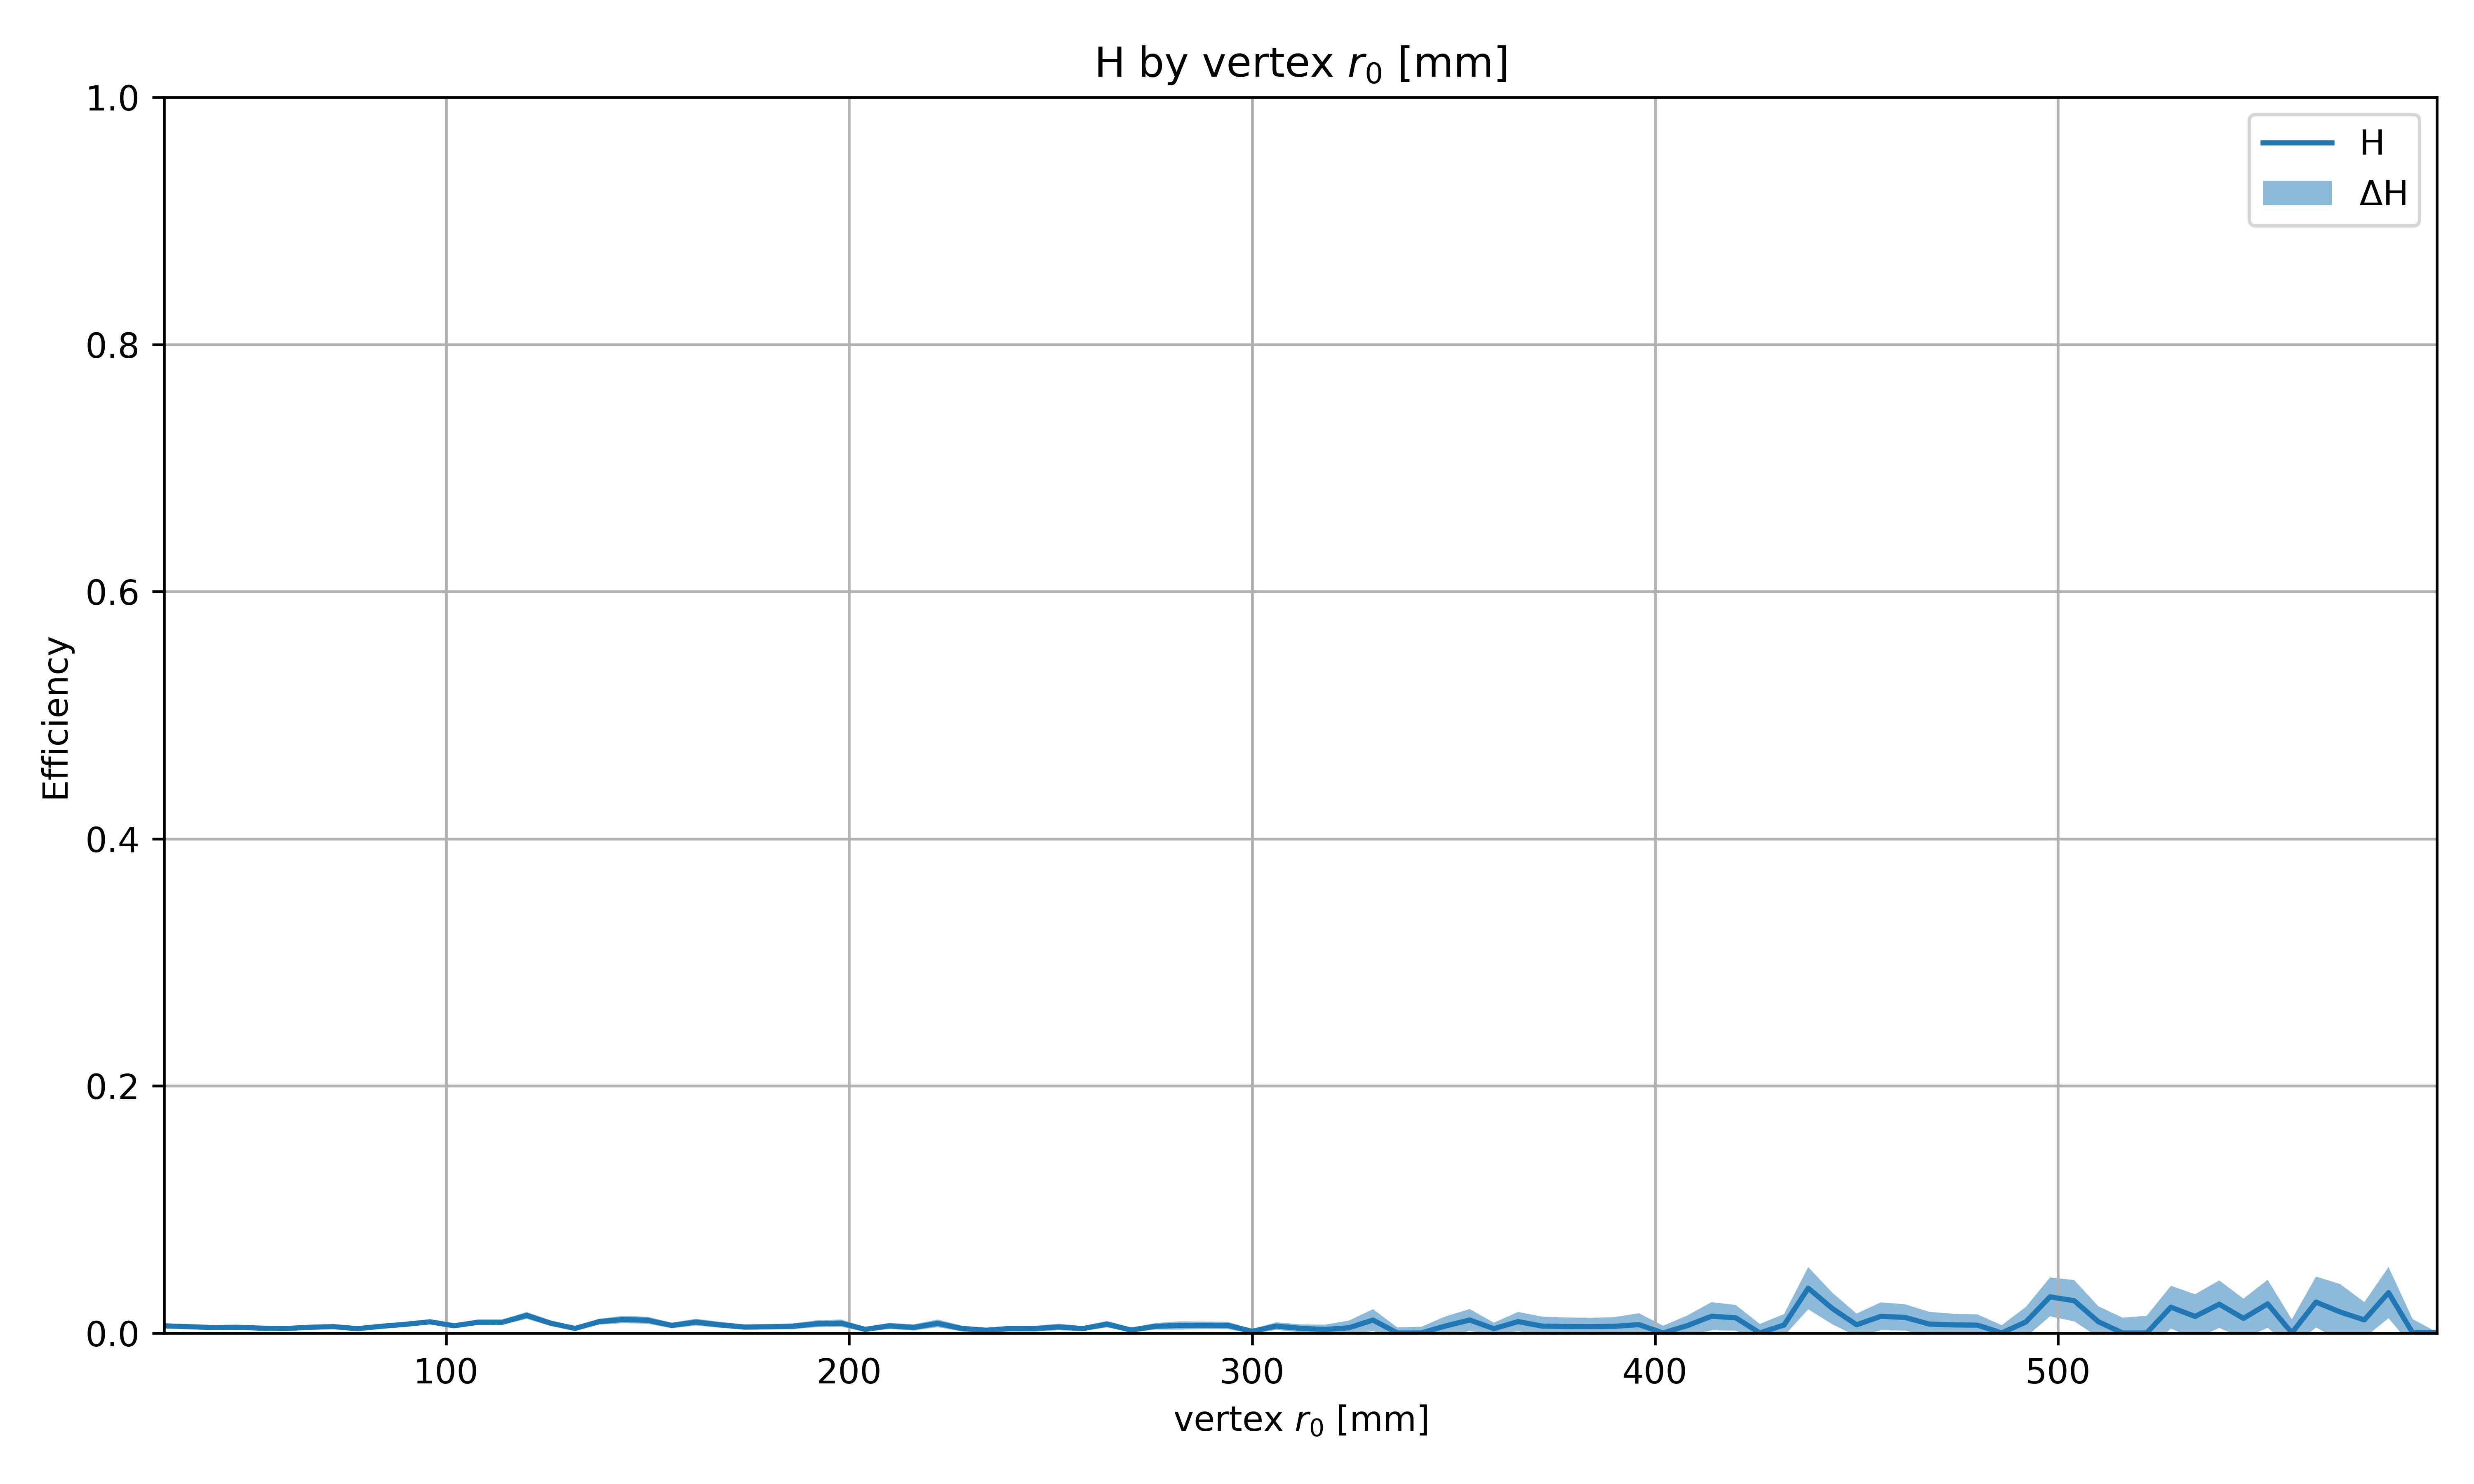 H by vertex r₀ [mm]
1.0
0.8
0.6
0.4
0.2
0.0
Efficiency
H
ΔH
100 200 300 400 500
vertex r₀ [mm]